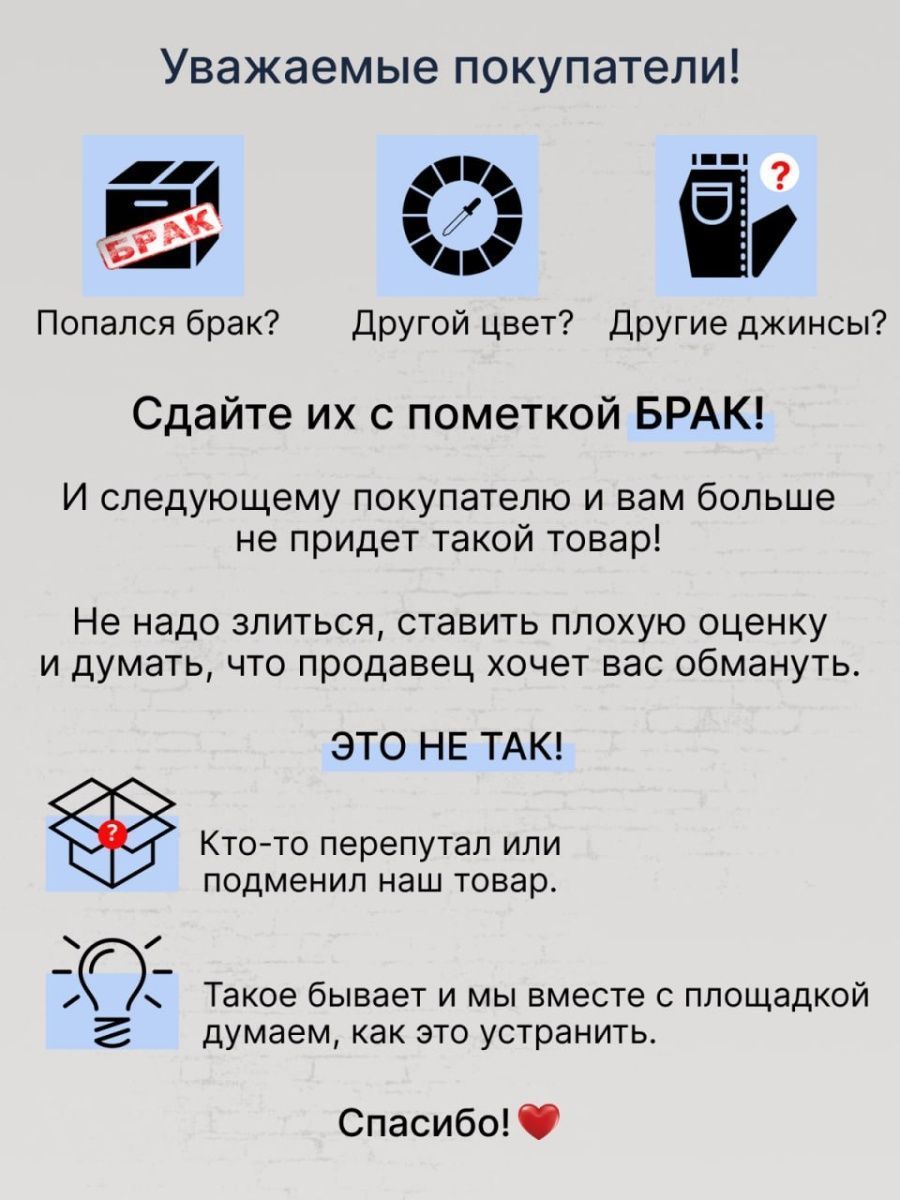 Уважаемые покупатели!
БРАК
?
Попался брак?
Другой цвет?
Другие джинсы?
Сдайте их с пометкой БРАК!
И следующему покупателю и вам больше
не придет такой товар!
Не надо злиться, ставить плохую оценку
и думать, что продавец хочет вас обмануть.
ЭТО НЕ ТАК!
?
Кто-то перепутал или
подменил наш товар.
Такое бывает и мы вместе с площадкой
думаем, как это устранить.
Спасибо!❤